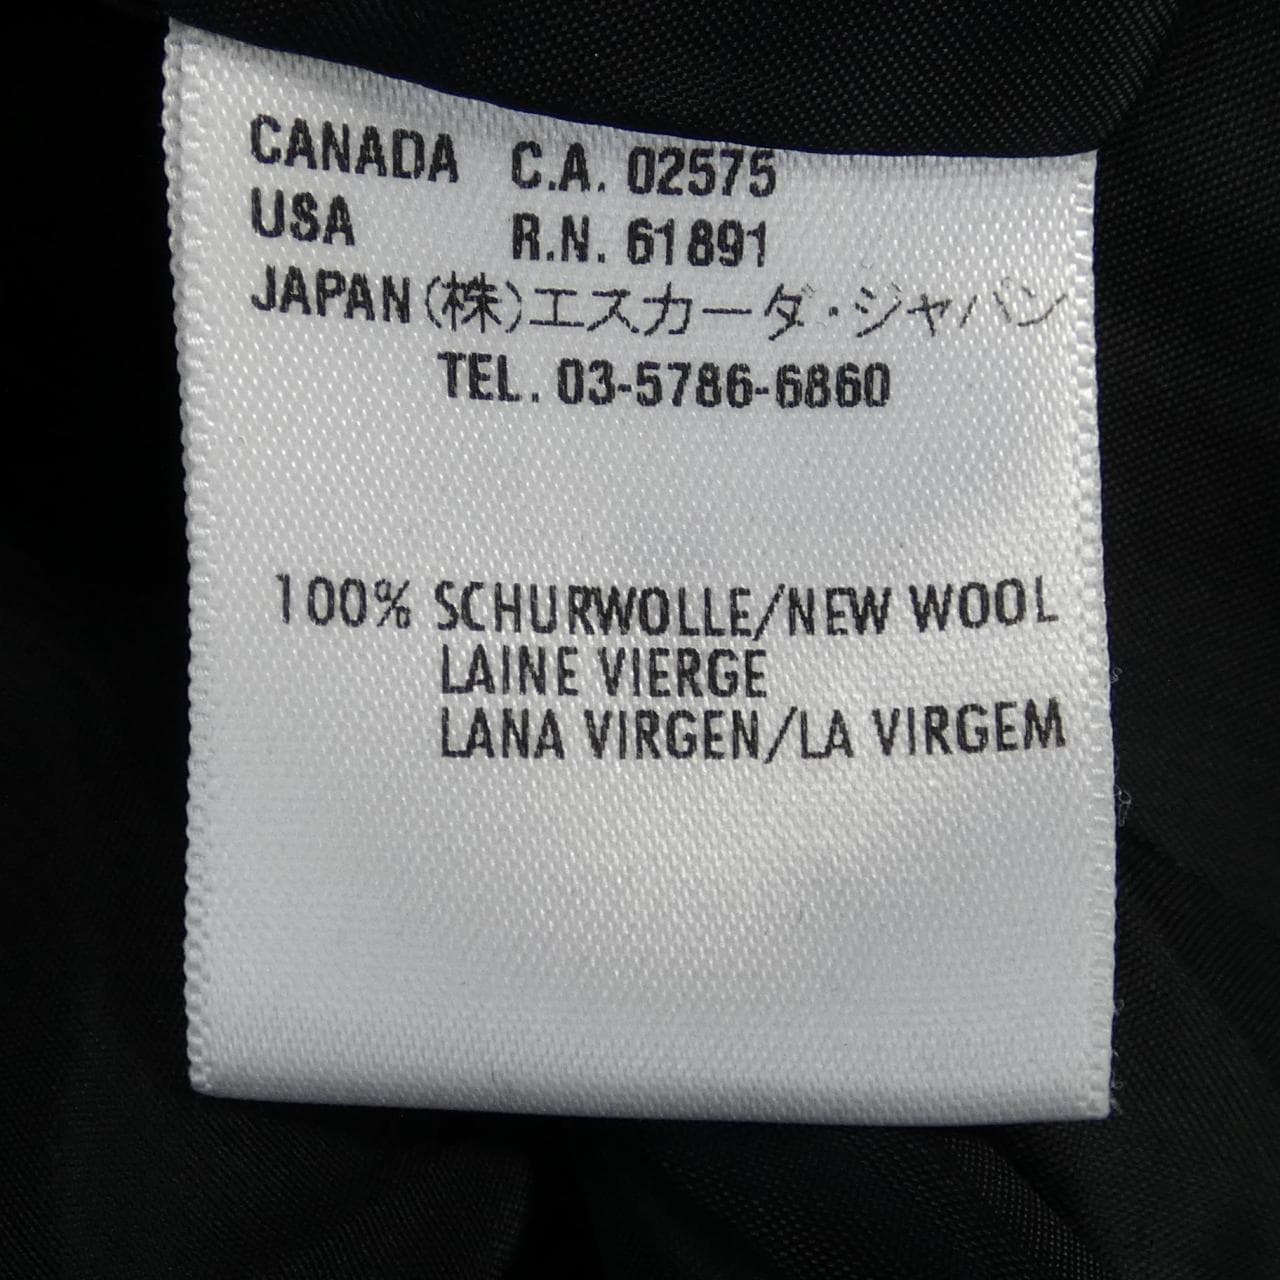 CANADA C.A. 02575
USA R.N. 61891
JAPAN (株)エスカーダ・ジャパン
TEL. 03-5786-6860
100% SCHURWOLLE/NEW WOOL
LAINE VIERGE
LANA VIRGEN/LA VIRGEM